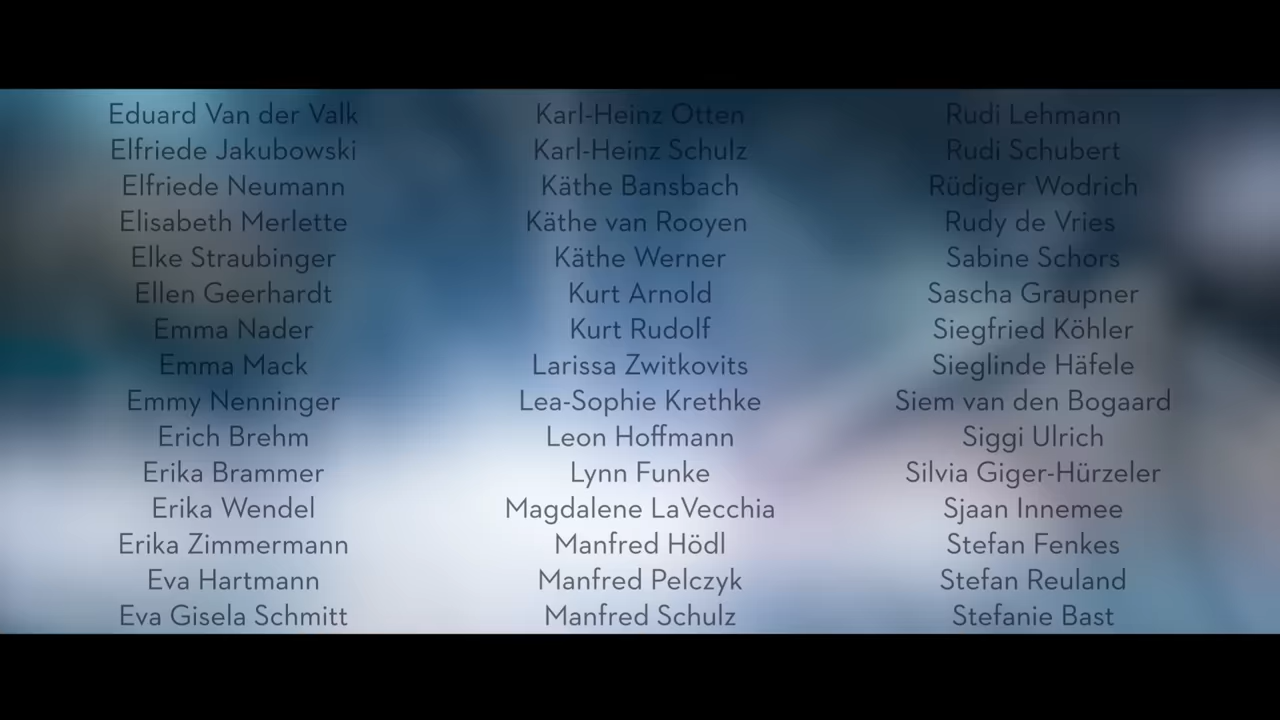 Eduard Van der Valk
Elfriede Jakubowski
Elfriede Neumann
Elisabeth Merlette
Elke Straubinger
Ellen Geerhardt
Emma Nader
Emma Mack
Emmy Nenninger
Erich Brehm
Erika Brammer
Erika Wendel
Erika Zimmermann
Eva Hartmann
Eva Gisela Schmitt
Karl-Heinz Otten
Karl-Heinz Schulz
Käthe Bansbach
Käthe van Rooyen
Käthe Werner
Kurt Arnold
Kurt Rudolf
Larissa Zwitkovits
Lea-Sophie Krethke
Leon Hoffmann
Lynn Funke
Magdalene LaVecchia
Manfred Hödl
Manfred Pelczyk
Manfred Schulz
Rudi Lehmann
Rudi Schubert
Rüdiger Wodrich
Rudy de Vries
Sabine Schors
Sascha Graupner
Siegfried Köhler
Sieglinde Häfele
Siem van den Bogaard
Siggi Ulrich
Silvia Giger-Hürzeler
Sjaan Innemee
Stefan Fenkes
Stefan Reuland
Stefanie Bast